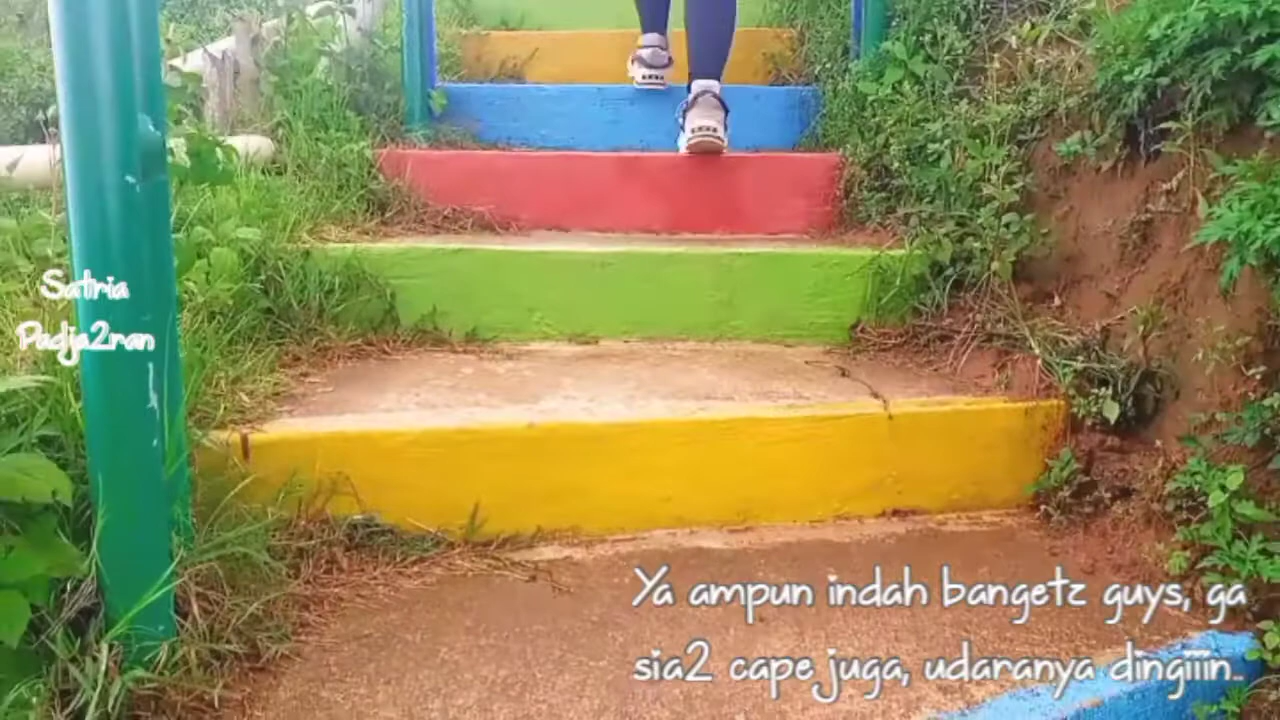 Satria
Padja2ran
Ya ampun indah bangetz guys, ga
sia2 cape juga, udaranya dingiiin..